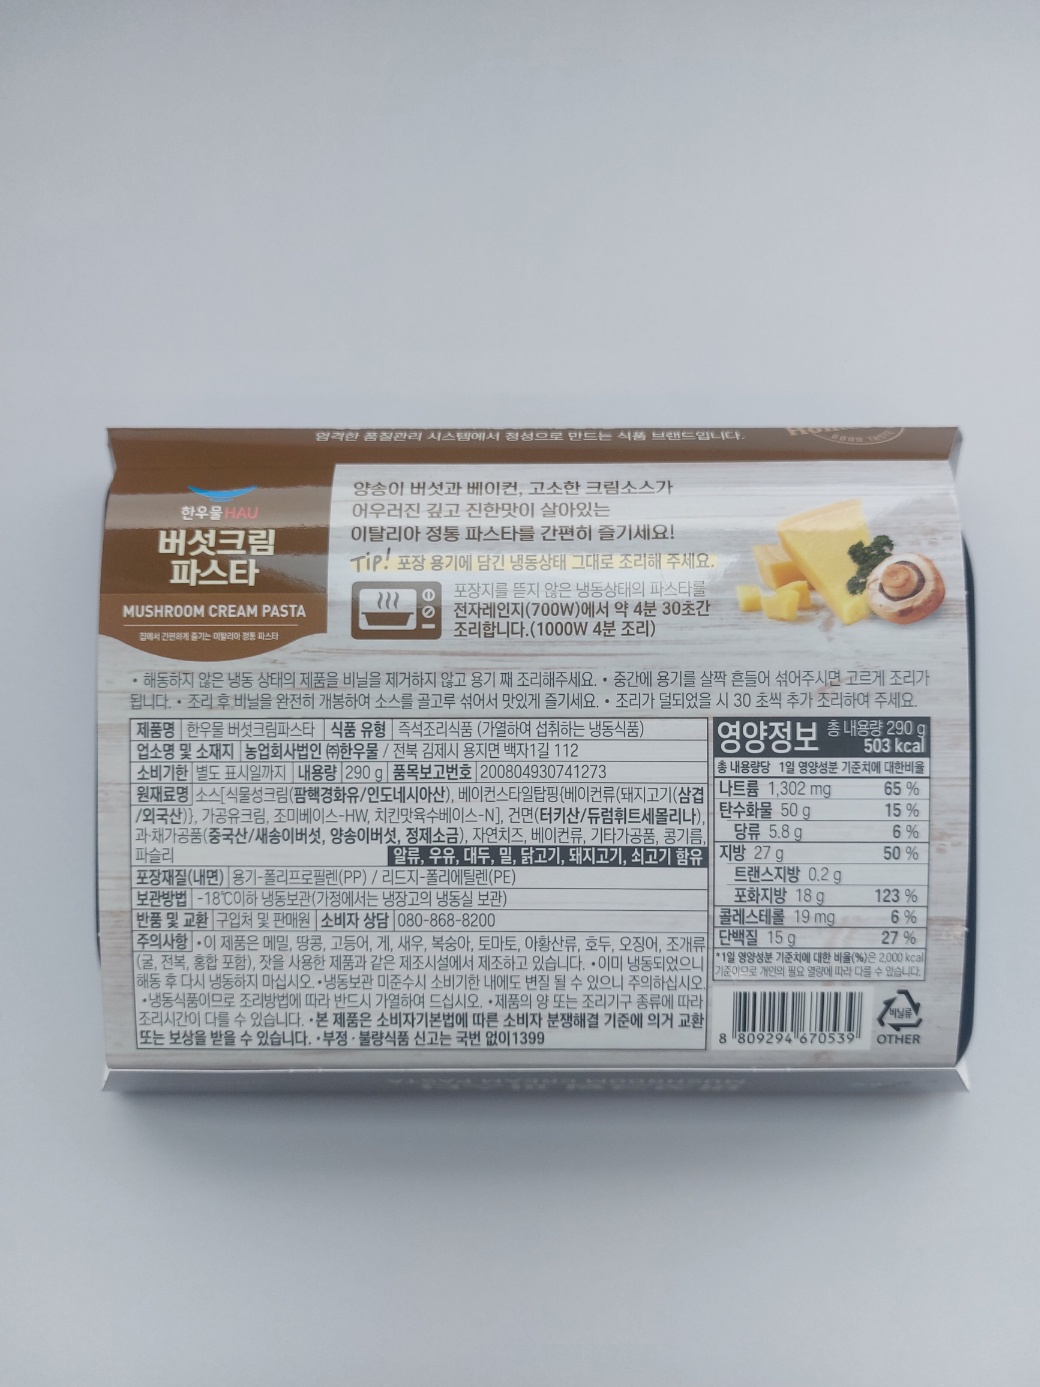 엄격한 품질관리 시스템에서 정성으로 만드는 식품 브랜드입니다.
한우물HAU
버섯크림
파스타
MUSHROOM CREAM PASTA
집에서 간편하게 즐기는 이탈리아 정통 파스타
양송이 버섯과 베이컨, 고소한 크림소스가
어우러진 깊고 진한맛이 살아있는
이탈리아 정통 파스타를 간편히 즐기세요!
Tip! 포장 용기에 담긴 냉동상태 그대로 조리해 주세요.
포장지를 뜯지 않은 냉동상태의 파스타를
전자레인지(700W)에서 약 4분 30초간
조리합니다.(1000W 4분 조리)
• 해동하지 않은 냉동 상태의 제품을 비닐을 제거하지 않고 용기 째 조리해주세요. • 중간에 용기를 살짝 흔들어 섞어주시면 고르게 조리가
됩니다. • 조리 후 비닐을 완전히 개봉하여 소스를 골고루 섞어서 맛있게 즐기세요. • 조리가 덜되었을 시 30 초씩 추가 조리하여 주세요.
제품명 한우물 버섯크림파스타 식품 유형 즉석조리식품 (가열하여 섭취하는 냉동식품)
업소명 및 소재지 농업회사법인 ㈜한우물 / 전북 김제시 용지면 백자1길 112
소비기한 별도 표시일까지 내용량 290 g 품목보고번호 200804930741273
원재료명 소스[식물성크림(팜핵경화유/인도네시아산), 베이컨스타일탑핑{베이컨류(돼지고기(삼겹
/외국산)}, 가공유크림, 조미베이스-HW, 치킨맛육수베이스-N], 건면(터키산/듀럼휘트세몰리나),
과·채가공품(중국산/새송이버섯, 양송이버섯, 정제소금), 자연치즈, 베이컨류, 기타가공품, 콩기름,
파슬리
알류, 우유, 대두, 밀, 닭고기, 돼지고기, 쇠고기 함유
포장재질(내면) 용기-폴리프로필렌(PP) / 리드지-폴리에틸렌(PE)
보관방법 -18℃이하 냉동보관(가정에서는 냉장고의 냉동실 보관)
반품 및 교환 구입처 및 판매원 소비자 상담 080-868-8200
주의사항 •이 제품은 메밀, 땅콩, 고등어, 게, 새우, 복숭아, 토마토, 아황산류, 호두, 오징어, 조개류
(굴, 전복, 홍합 포함), 잣을 사용한 제품과 같은 제조시설에서 제조하고 있습니다. •이미 냉동되었으니
해동 후 다시 냉동하지 마십시오. •냉동보관 미준수시 소비기한 내에도 변질 될 수 있으니 주의하십시오.
•냉동식품이므로 조리방법에 따라 반드시 가열하여 드십시오. •제품의 양 또는 조리기구 종류에 따라
조리시간이 다를 수 있습니다. •본 제품은 소비자기본법에 따른 소비자 분쟁해결 기준에 의거 교환
또는 보상을 받을 수 있습니다. •부정·불량식품 신고는 국번 없이1399
영양정보 총 내용량 290 g
503 kcal
총 내용량당 1일 영양성분 기준치에 대한비율
나트륨 1,302 mg 65 %
탄수화물 50 g 15 %
당류 5.8 g 6 %
지방 27 g 50 %
트랜스지방 0.2 g
포화지방 18 g 123 %
콜레스테롤 19 mg 6 %
단백질 15 g 27 %
*1일 영양성분 기준치에 대한 비율(%)은 2,000 kcal
기준이므로 개인의 필요 열량에 따라 다를 수 있습니다.
8 809294 670539
비닐류
OTHER